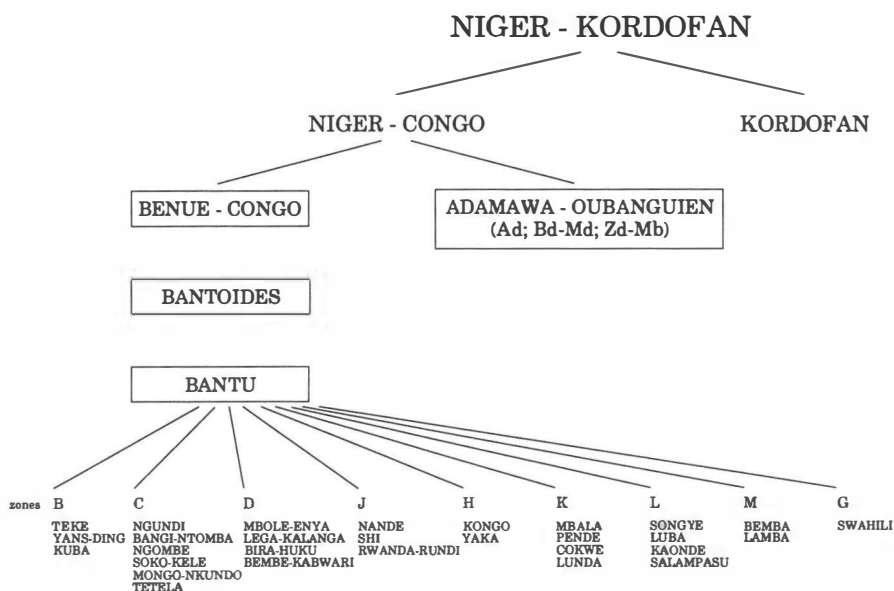 NIGER - KORDOFAN
NIGER - CONGO
KORDOFAN
BENUE - CONGO
ADAMAWA - OUBANGUIEN
(Ad; Bd-Md; Zd-Mb)
BANTOIDES
BANTU
zones B C D J H K L M G
TEKE
YANS-DING
KUBA
NGUNDI
BANGI-NTOMBA
NGOMBE
SOKO-KELE
MONGO-NKUNDO
TETELA
MBOLE-ENYA
LEGA-KALANGA
BIRA-HUKU
BEMBE-KABWARI
NANDE
SHI
RWANDA-RUNDI
KONGO
YAKA
MBALA
PENDE
COKWE
LUNDA
SONGYE
LUBA
KAONDE
SALAMPASU
BEMBA
LAMBA
SWAHILI